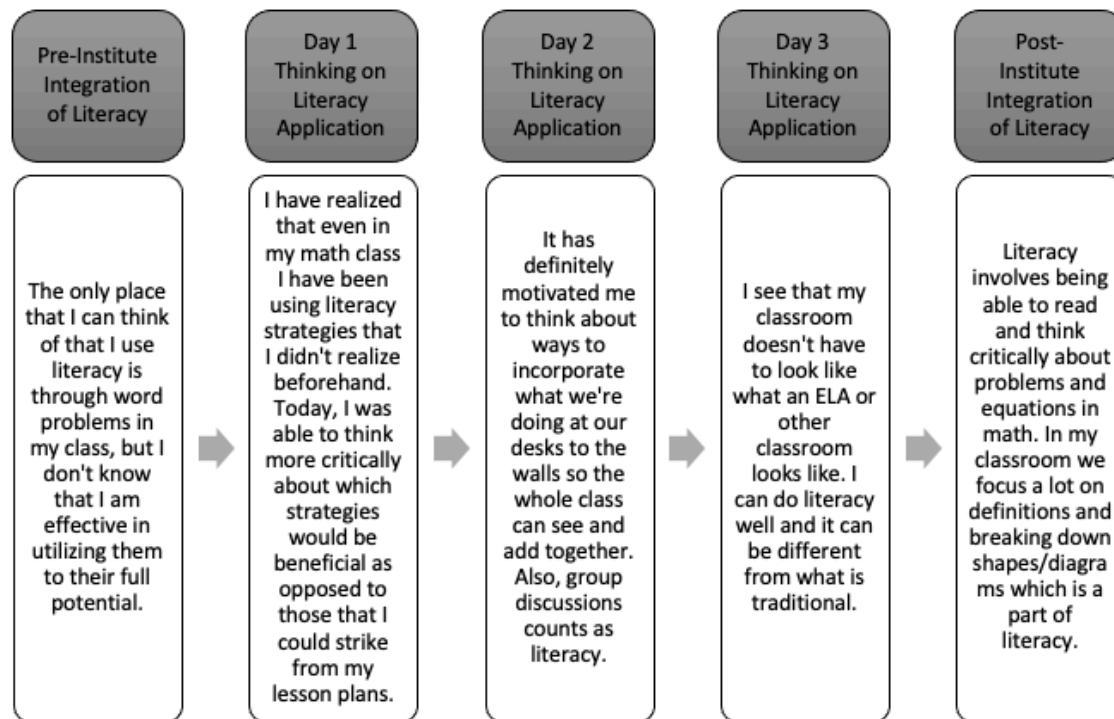 Pre-Institute
Integration
of Literacy
Day 1
Thinking on
Literacy
Application
Day 2
Thinking on
Literacy
Application
Day 3
Thinking on
Literacy
Application
Post-
Institute
Integration
of Literacy
The only place
that I can think
of that I use
literacy is
through word
problems in
my class, but I
don't know
that I am
effective in
utilizing them
to their full
potential.
I have realized
that even in
my math class
I have been
using literacy
strategies that
I didn't realize
beforehand.
Today, I was
able to think
more critically
about which
strategies
would be
beneficial as
opposed to
those that I
could strike
from my
lesson plans.
It has
definitely
motivated me
to think about
ways to
incorporate
what we're
doing at our
desks to the
walls so the
whole class
can see and
add together.
Also, group
discussions
counts as
literacy.
I see that my
classroom
doesn't have
to look like
what an ELA or
other
classroom
looks like. I
can do literacy
well and it can
be different
from what is
traditional.
Literacy
involves being
able to read
and think
critically about
problems and
equations in
math. In my
classroom we
focus a lot on
definitions and
breaking down
shapes/diagra
ms which is a
part of
literacy.